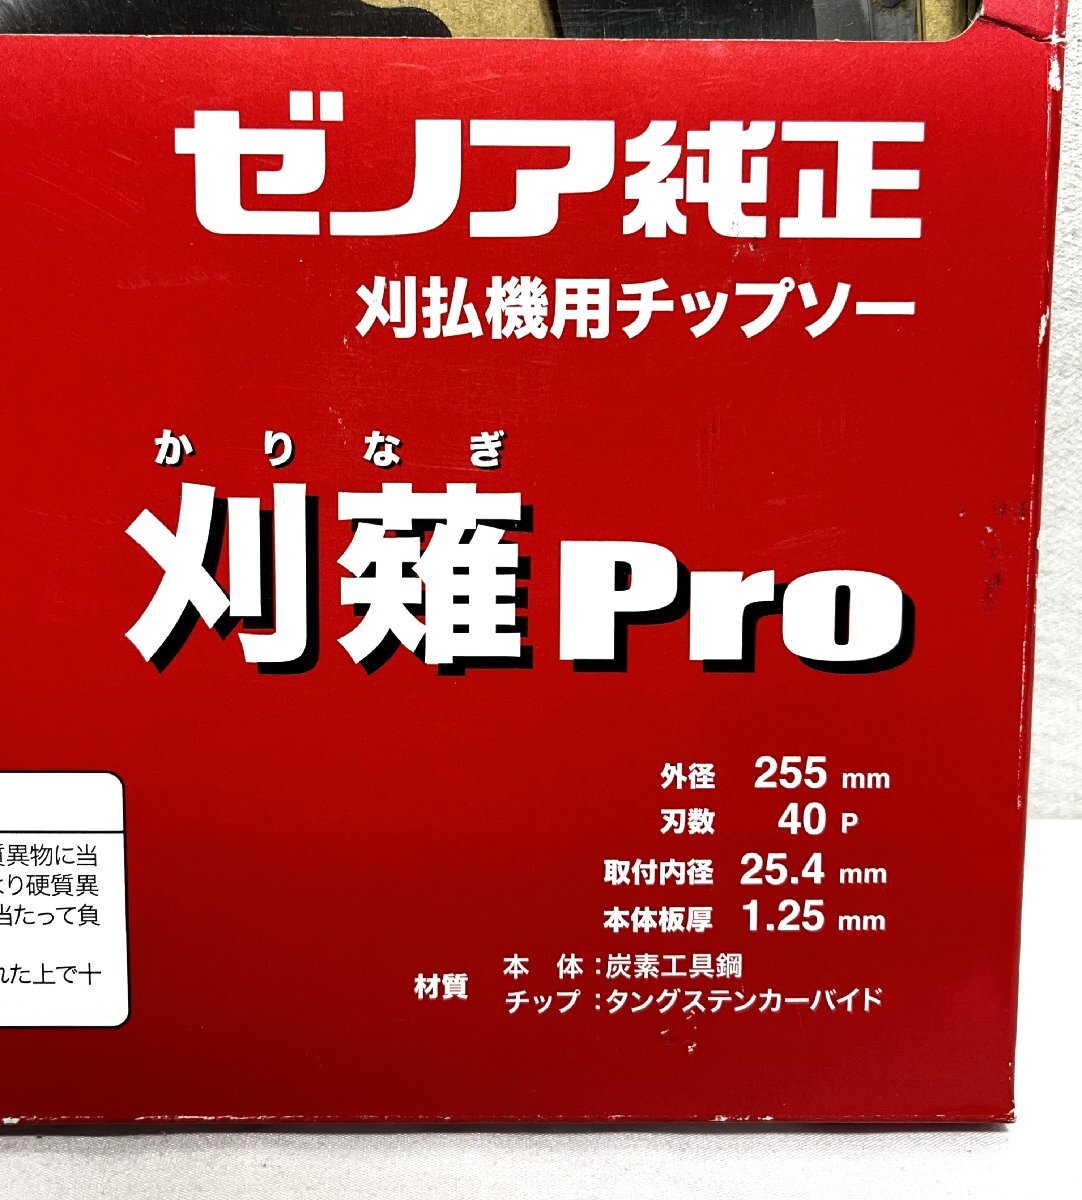 ゼノア純正
刈払機用チップソー
かりなぎ
刈薙Pro
外径 255 mm
刃数 40 P
取付内径 25.4 mm
本体板厚 1.25 mm
材質
本 体:炭素工具鋼
チップ:タングステンカーバイド
質異物に当
より硬質異
当たって負
れた上で十